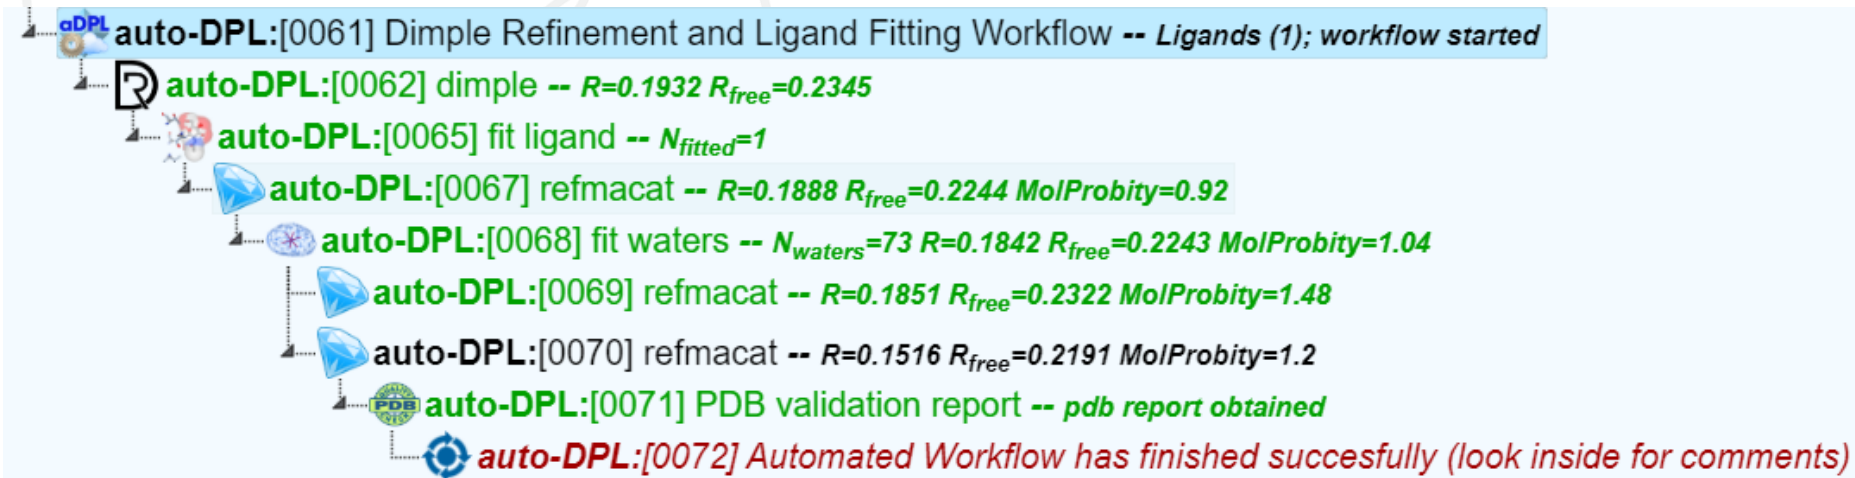 aDPL auto-DPL:[0061] Dimple Refinement and Ligand Fitting Workflow -- Ligands (1); workflow started
auto-DPL:[0062] dimple -- R=0.1932 Rfree=0.2345
auto-DPL:[0065] fit ligand -- Nfitted=1
auto-DPL:[0067] refmacat -- R=0.1888 Rfree=0.2244 MolProbity=0.92
auto-DPL:[0068] fit waters -- Nwaters=73 R=0.1842 Rfree=0.2243 MolProbity=1.04
auto-DPL:[0069] refmacat -- R=0.1851 Rfree=0.2322 MolProbity=1.48
auto-DPL:[0070] refmacat -- R=0.1516 Rfree=0.2191 MolProbity=1.2
PDB auto-DPL:[0071] PDB validation report -- pdb report obtained
auto-DPL:[0072] Automated Workflow has finished succesfully (look inside for comments)